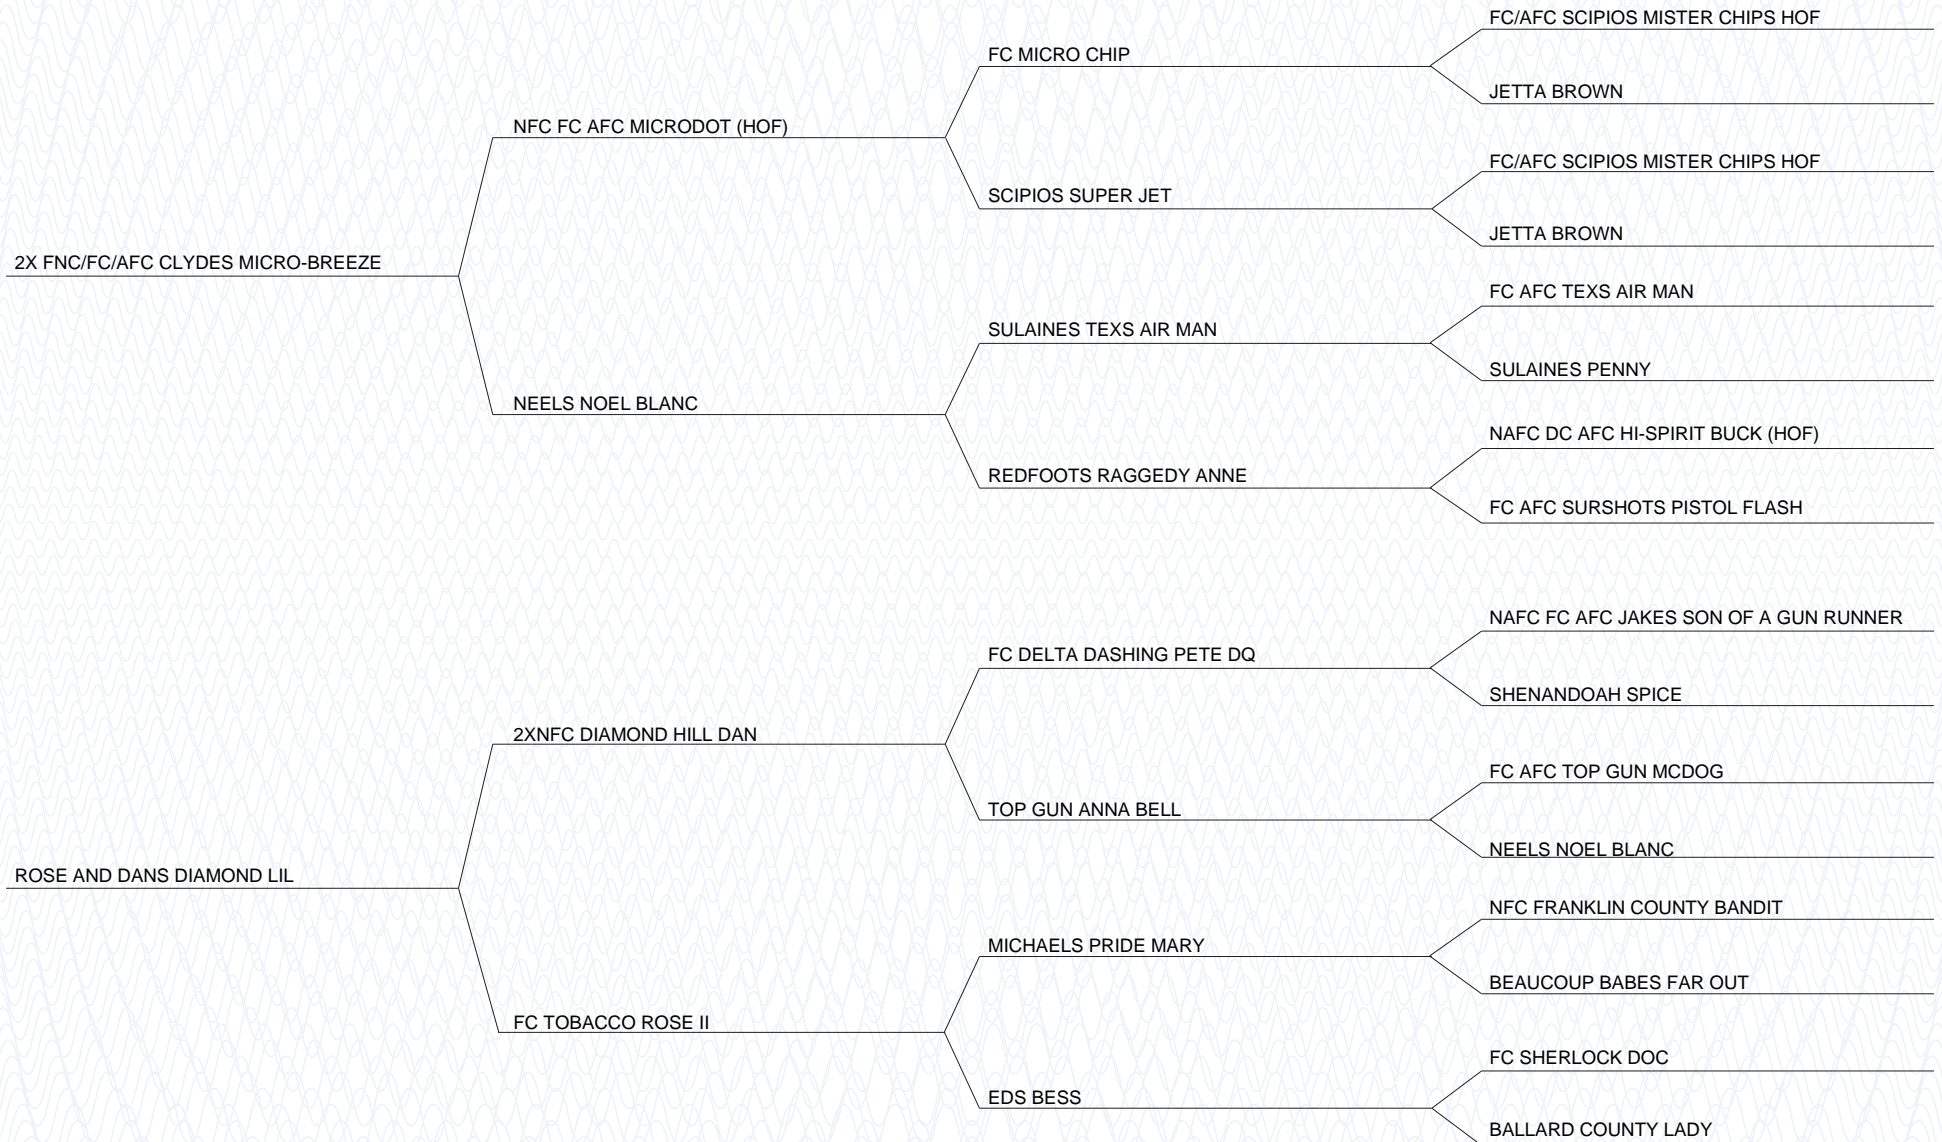 FC/AFC SCIPIOS MISTER CHIPS HOF
FC MICRO CHIP
JETTA BROWN
NFC FC AFC MICRODOT (HOF)
FC/AFC SCIPIOS MISTER CHIPS HOF
SCIPIOS SUPER JET
JETTA BROWN
2X FNC/FC/AFC CLYDES MICRO-BREEZE
FC AFC TEXS AIR MAN
SULAINES TEXS AIR MAN
SULAINES PENNY
NEELS NOEL BLANC
NAFC DC AFC HI-SPIRIT BUCK (HOF)
REDFOOTS RAGGEDY ANNE
FC AFC SURSHOTS PISTOL FLASH
NAFC FC AFC JAKES SON OF A GUN RUNNER
FC DELTA DASHING PETE DQ
SHENANDOAH SPICE
2XNFC DIAMOND HILL DAN
FC AFC TOP GUN MCDOG
TOP GUN ANNA BELL
NEELS NOEL BLANC
ROSE AND DANS DIAMOND LIL
NFC FRANKLIN COUNTY BANDIT
MICHAELS PRIDE MARY
BEAUCOUP BABES FAR OUT
FC TOBACCO ROSE II
FC SHERLOCK DOC
EDS BESS
BALLARD COUNTY LADY